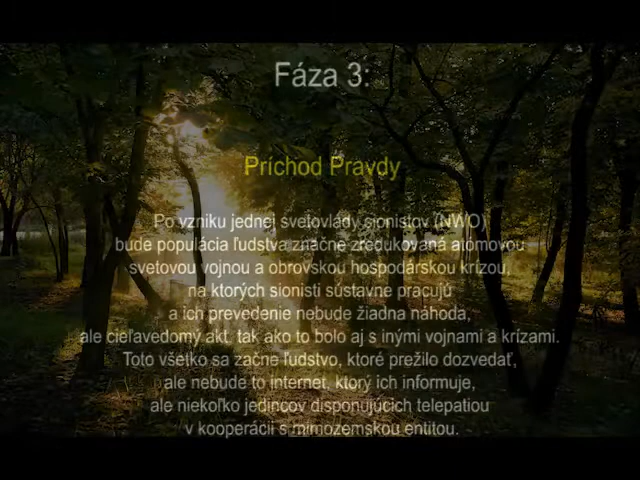 Fáza 3:
Príchod Pravdy
Po vzniku jednej svetovlády sionistov (NWO)
bude populácia ľudstva značne zredukovaná atómovou
svetovou vojnou a obrovskou hospodárskou krízou,
na ktorých sionisti sústavne pracujú
a ich prevedenie nebude žiadna náhoda,
ale cieľavedomý akt, tak ako to bolo aj s inými vojnami a krízami.
Toto všetko sa začne ľudstvo, ktoré prežilo dozvedať,
ale nebude to internet, ktorý ich informuje,
ale niekoľko jedincov disponujúcich telepatiou
v kooperácii s mimozemskou entitou.